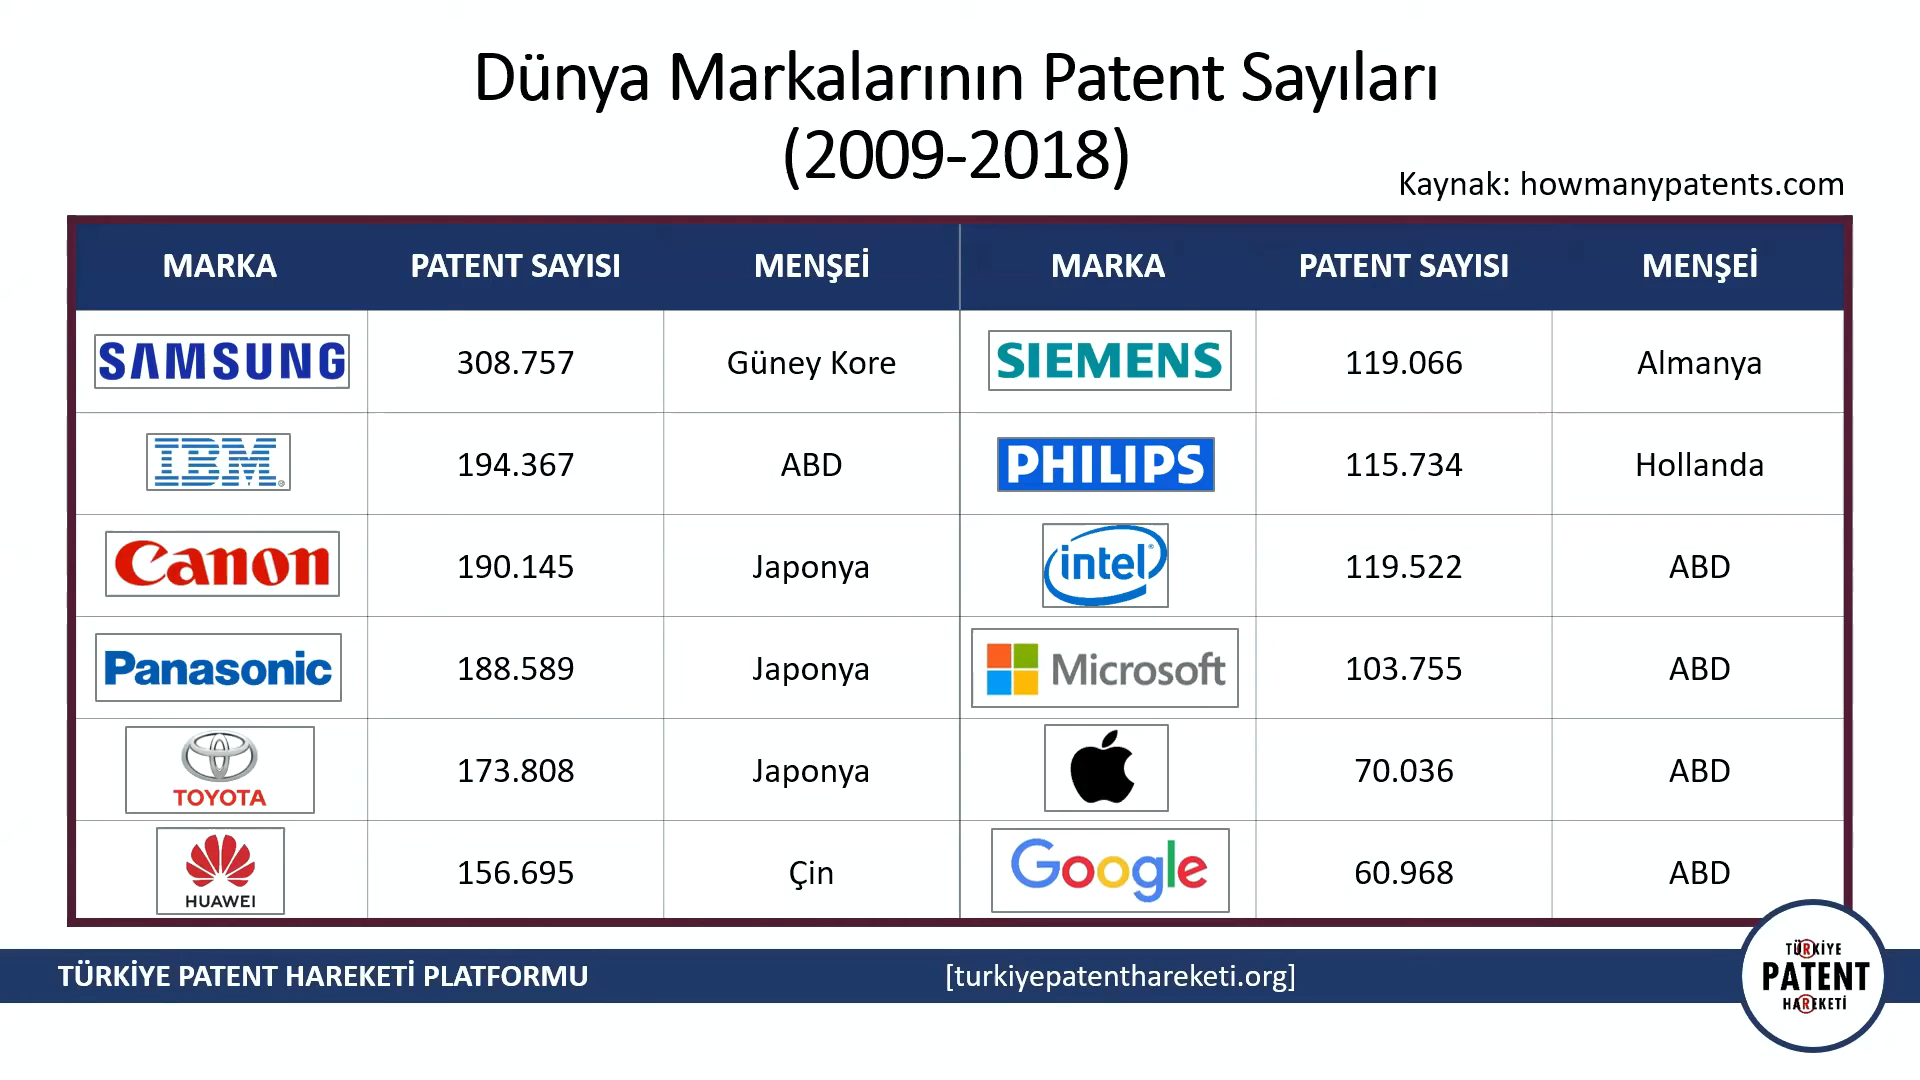 Dünya Markalarının Patent Sayıları
(2009-2018)
Kaynak: howmanypatents.com
MARKA PATENT SAYISI MENŞEİ MARKA PATENT SAYISI MENŞEİ
SAMSUNG 308.757 Güney Kore SIEMENS 119.066 Almanya
IBM® 194.367 ABD PHILIPS 115.734 Hollanda
Canon 190.145 Japonya intel® 119.522 ABD
Panasonic 188.589 Japonya Microsoft 103.755 ABD
TOYOTA 173.808 Japonya 70.036 ABD
HUAWEI 156.695 Çin Google 60.968 ABD
TÜRKİYE PATENT HAREKETİ PLATFORMU [turkiyepatenthareketi.org]
TÜRKİYE
PATENT
HAREKETİ